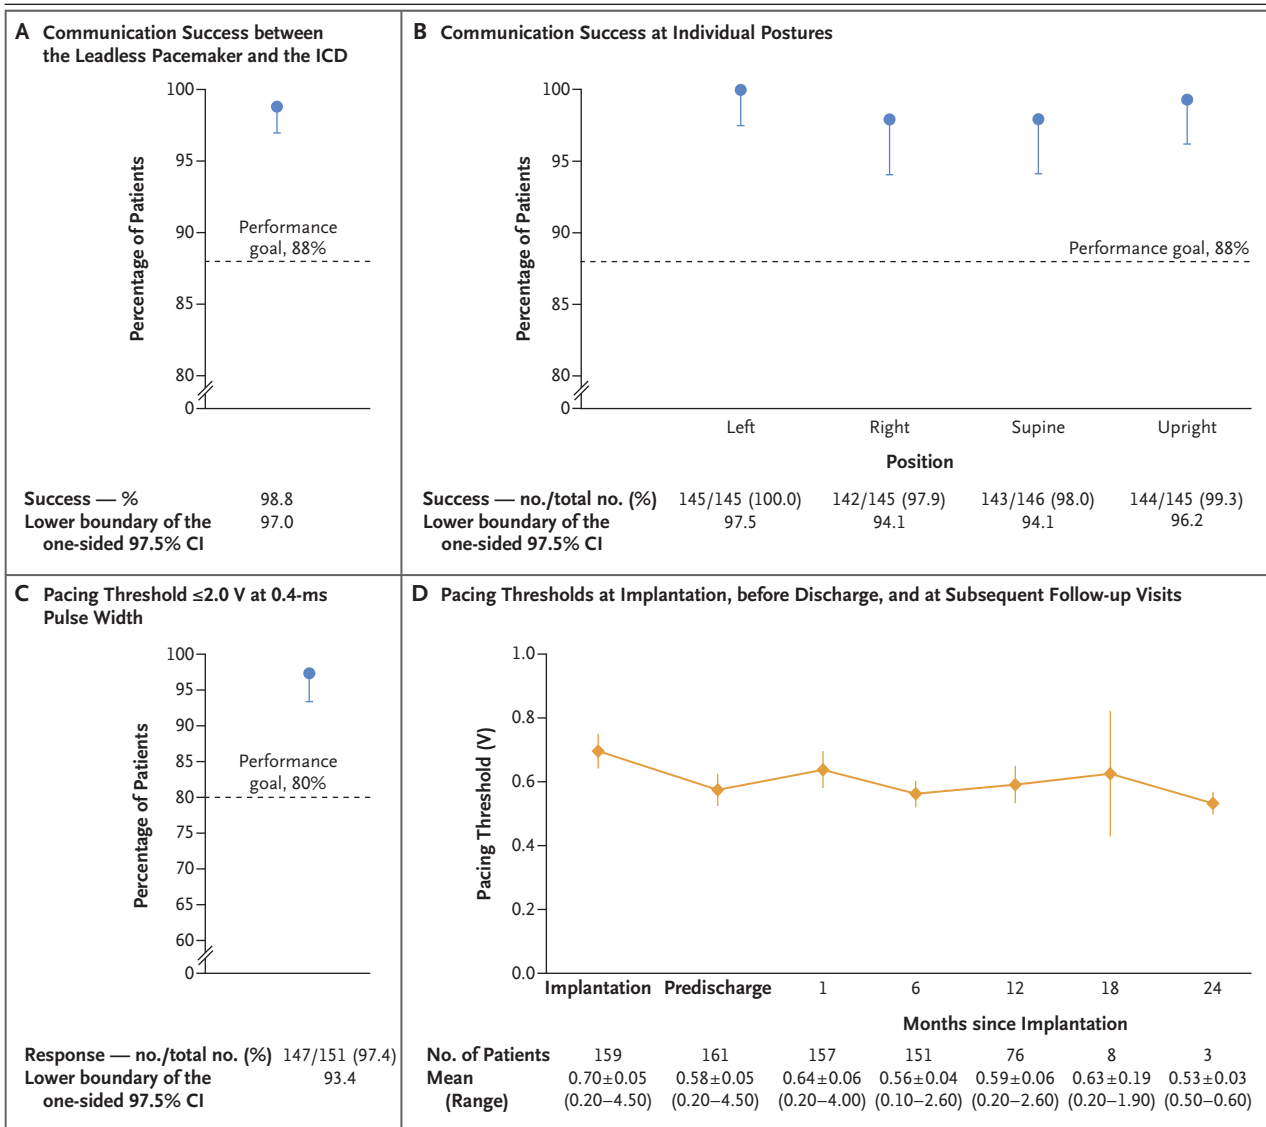 A Communication Success between
the Leadless Pacemaker and the ICD
Percentage of Patients
100
95
90
85
80
0
Performance
goal, 88%
Success — % 98.8
Lower boundary of the 97.0
one-sided 97.5% CI
B Communication Success at Individual Postures
Percentage of Patients
100
95
90
85
80
0
Performance goal, 88%
Left Right Supine Upright
Position
Success — no./total no. (%) 145/145 (100.0) 142/145 (97.9) 143/146 (98.0) 144/145 (99.3)
Lower boundary of the 97.5 94.1 94.1 96.2
one-sided 97.5% CI
C Pacing Threshold ≤2.0 V at 0.4-ms
Pulse Width
Percentage of Patients
100
95
90
85
80
75
70
65
60
0
Performance
goal, 80%
Response — no./total no. (%) 147/151 (97.4)
Lower boundary of the 93.4
one-sided 97.5% CI
D Pacing Thresholds at Implantation, before Discharge, and at Subsequent Follow-up Visits
Pacing Threshold (V)
1.0
0.8
0.6
0.4
0.2
0.0
Implantation Predischarge 1 6 12 18 24
Months since Implantation
No. of Patients 159 161 157 151 76 8 3
Mean 0.70±0.05 0.58±0.05 0.64±0.06 0.56±0.04 0.59±0.06 0.63±0.19 0.53±0.03
(Range) (0.20–4.50) (0.20–4.50) (0.20–4.00) (0.10–2.60) (0.20–2.60) (0.20–1.90) (0.50–0.60)